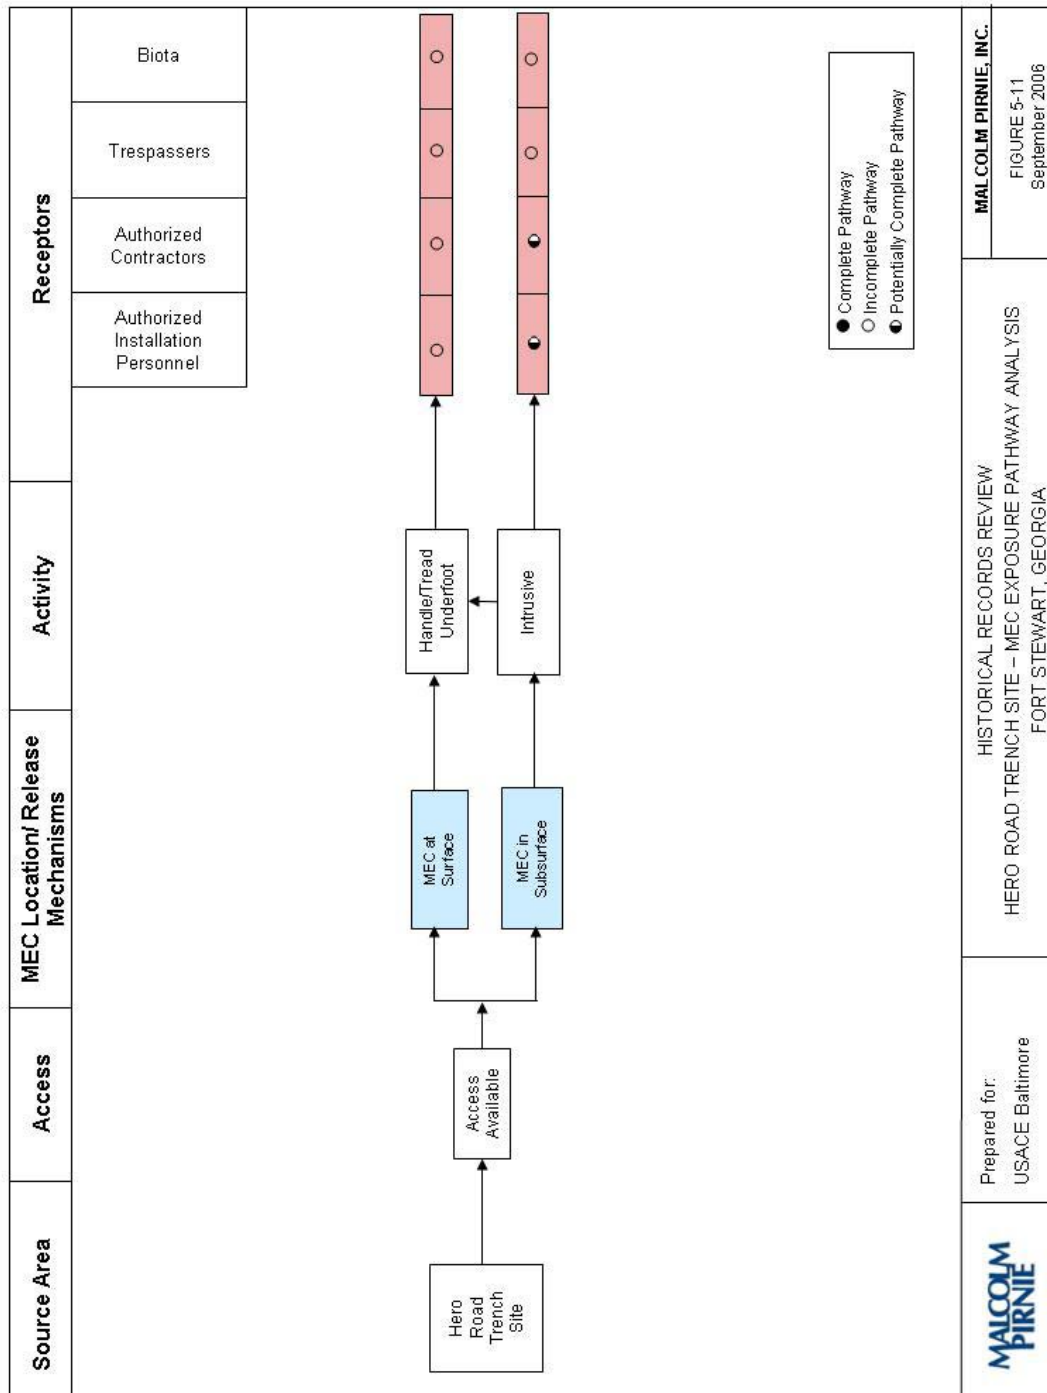 Source Area
Access
MEC Location/ Release
Mechanisms
Activity
Receptors
Authorized
Installation
Personnel
Authorized
Contractors
Trespassers
Biota
Hero
Road
Trench
Site
Access
Available
MEC at
Surface
MEC in
Subsurface
Handle/Tread
Underfoot
Intrusive
Complete Pathway
Incomplete Pathway
Potentially Complete Pathway
MALCOLM
PIRNIE
Prepared for:
USACE Baltimore
HISTORICAL RECORDS REVIEW
HERO ROAD TRENCH SITE – MEC EXPOSURE PATHWAY ANALYSIS
FORT STEWART, GEORGIA
MALCOLM PIRNIE, INC.
FIGURE 5-11
September 2006